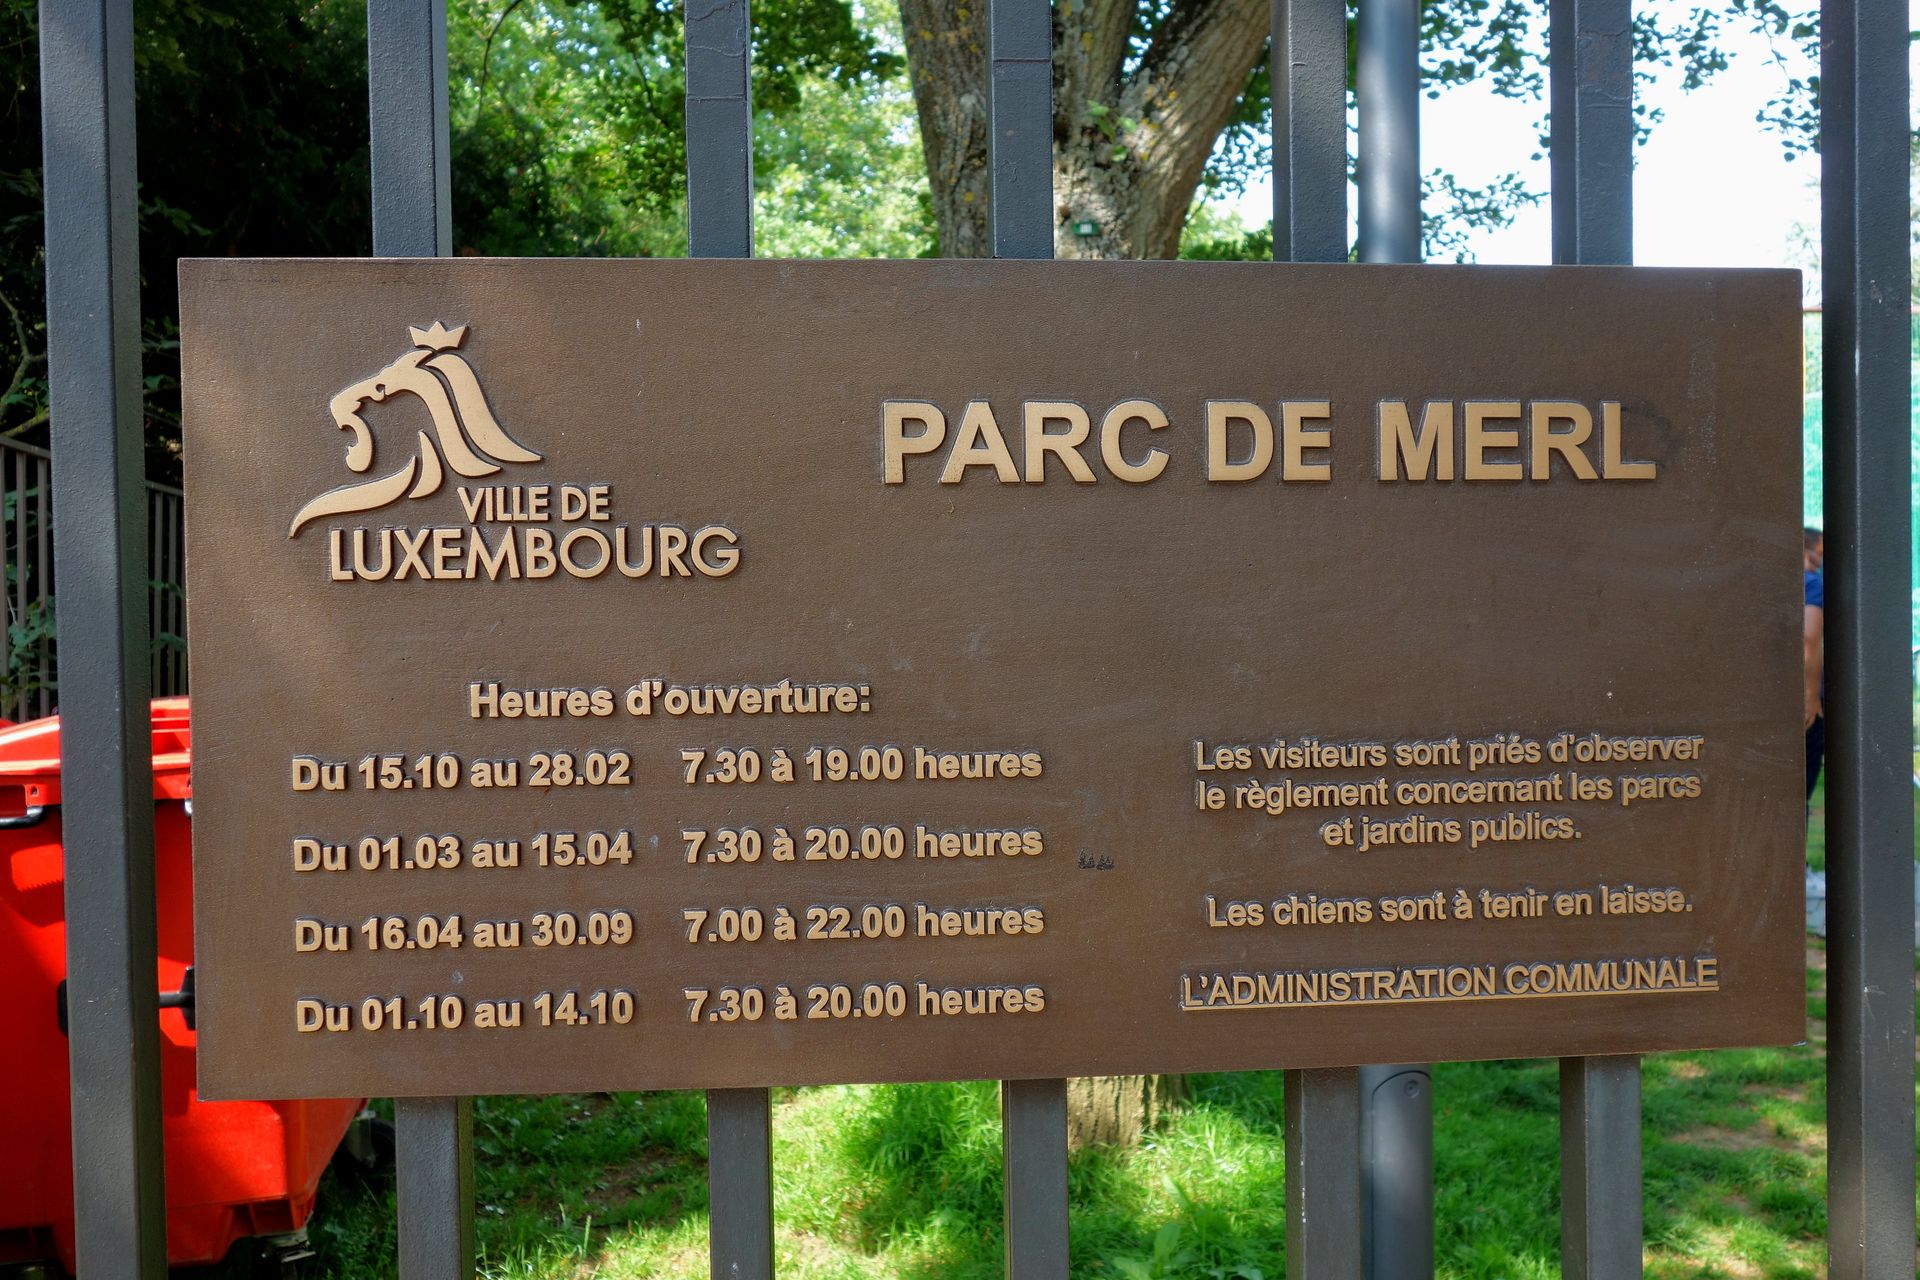 VILLE DE
LUXEMBOURG
PARC DE MERL
Heures d'ouverture:
Du 15.10 au 28.02 7.30 à 19.00 heures
Du 01.03 au 15.04 7.30 à 20.00 heures
Du 16.04 au 30.09 7.00 à 22.00 heures
Du 01.10 au 14.10 7.30 à 20.00 heures
Les visiteurs sont priés d'observer
le règlement concernant les parcs
et jardins publics.
Les chiens sont à tenir en laisse.
L'ADMINISTRATION COMMUNALE